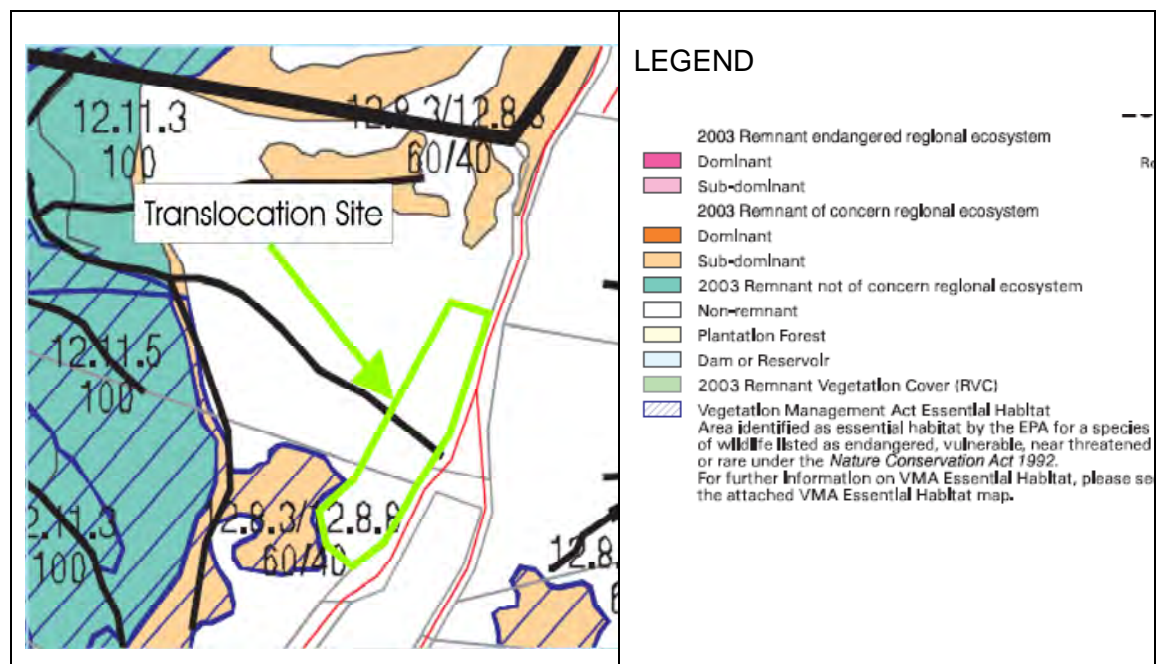 12.11.3
100
12.8.3/12.8.8
60/40
Translocation Site
12.11.5
100
2.11.3
100
2.8.3/12.8.8
60/40
12.8.
LEGEND
2003 Remnant endangered regional ecosystem
Dominant
Sub-dominant
2003 Remnant of concern regional ecosystem
Dominant
Sub-dominant
2003 Remnant not of concern regional ecosystem
Non-remnant
Plantation Forest
Dam or Reservoir
2003 Remnant Vegetation Cover (RVC)
Vegetation Management Act Essential Habitat
Area identified as essential habitat by the EPA for a species
of wildlife listed as endangered, vulnerable, near threatened
or rare under the Nature Conservation Act 1992.
For further Information on VMA Essential Habitat, please se
the attached VMA Essential Habitat map.